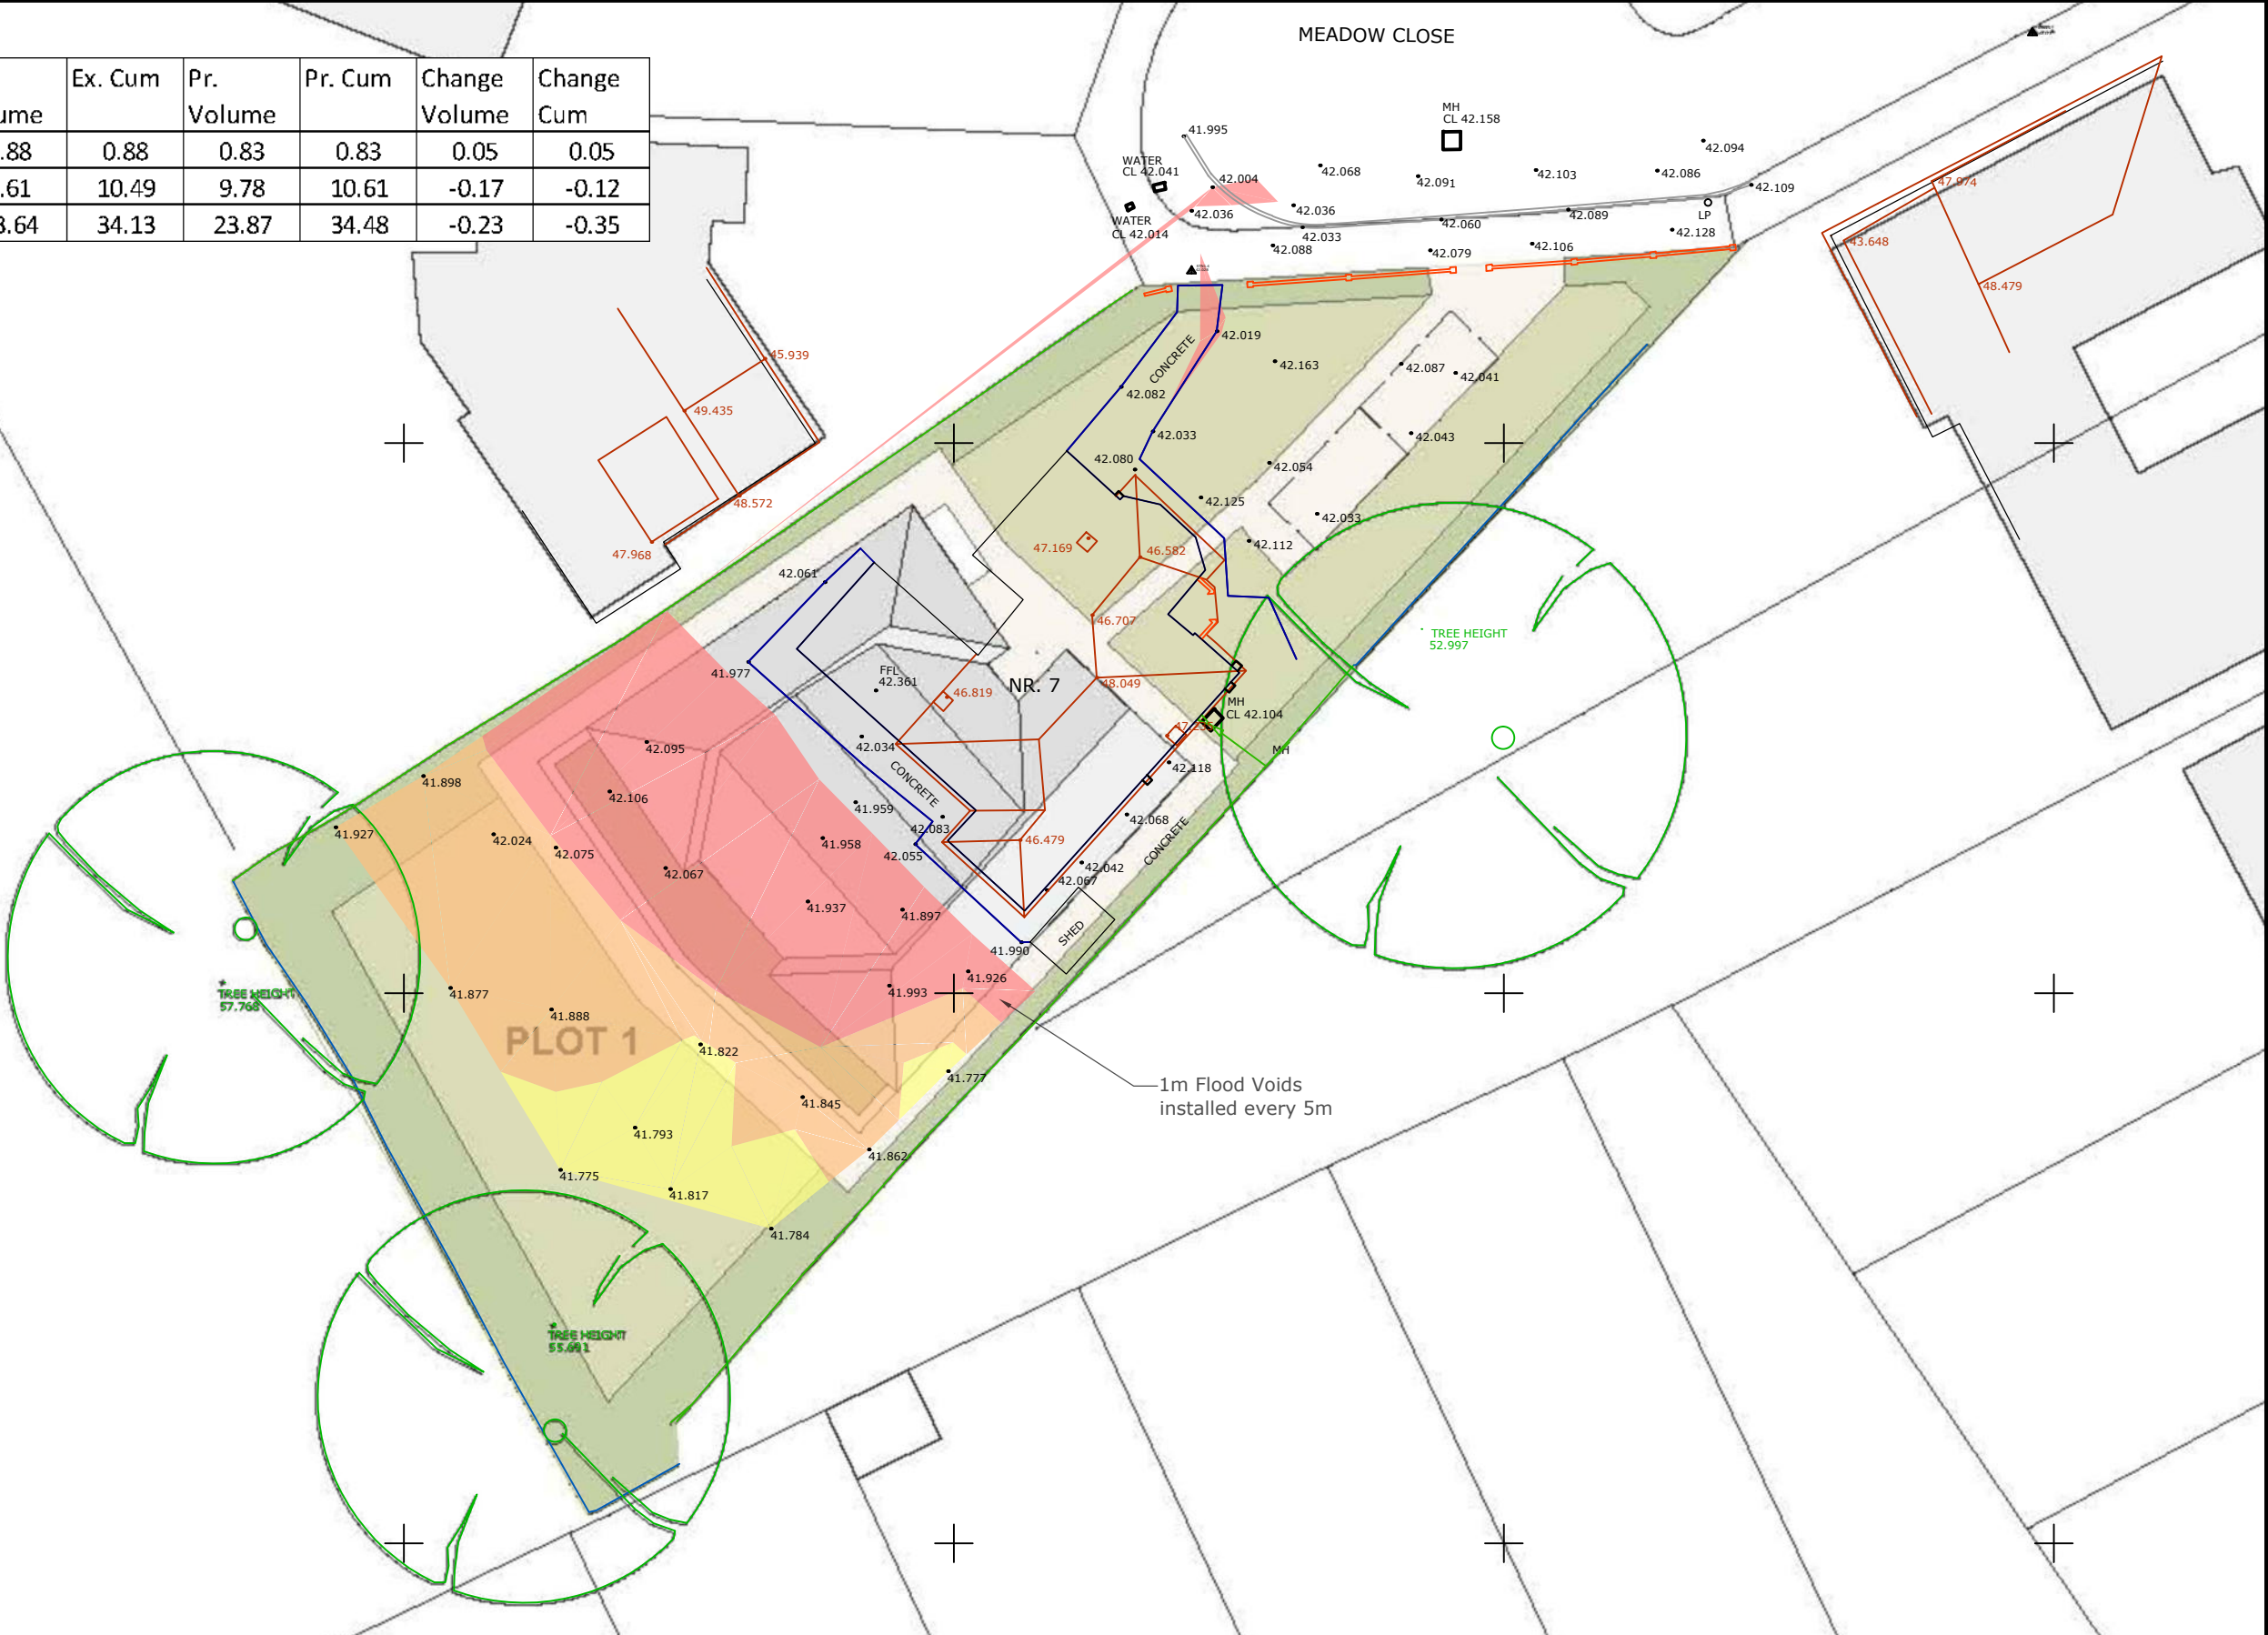 MEADOW CLOSE
Ex. Cum Pr. Pr. Cum Change Change
ume Volume Volume Cum
.88 0.88 0.83 0.83 0.05 0.05
.61 10.49 9.78 10.61 -0.17 -0.12
3.64 34.13 23.87 34.48 -0.23 -0.35
MH
CL 42.158
41.995
42.094
WATER
CL 42.041
42.068
42.103
42.086
42.004
42.091
42.109
42.036
42.036
42.089
LP
WATER
CL 42.014
42.033
42.060
42.128
42.088
42.079
42.106
47.974
43.648
48.479
45.939
49.435
48.572
47.968
42.019
CONCRETE
42.163
42.087
42.041
42.082
42.033
42.043
42.080
42.054
42.125
42.033
47.169
46.582
42.112
42.061
46.707
TREE HEIGHT
52.997
41.977
FFL
42.361
46.819
NR. 7
48.049
MH
CL 42.104
42.095
42.034
MH
42.118
41.898
CONCRETE
42.106
41.959
42.083
42.068
41.927
42.024
42.075
41.958
42.055
46.479
CONCRETE
42.067
42.042
42.067
41.937
41.897
SHED
41.990
41.926
TREE HEIGHT
57.768
41.877
41.993
41.888
PLOT 1
41.822
41.777
1m Flood Voids
installed every 5m
41.845
41.793
41.862
41.775
41.817
41.784
TREE HEIGHT
55.691